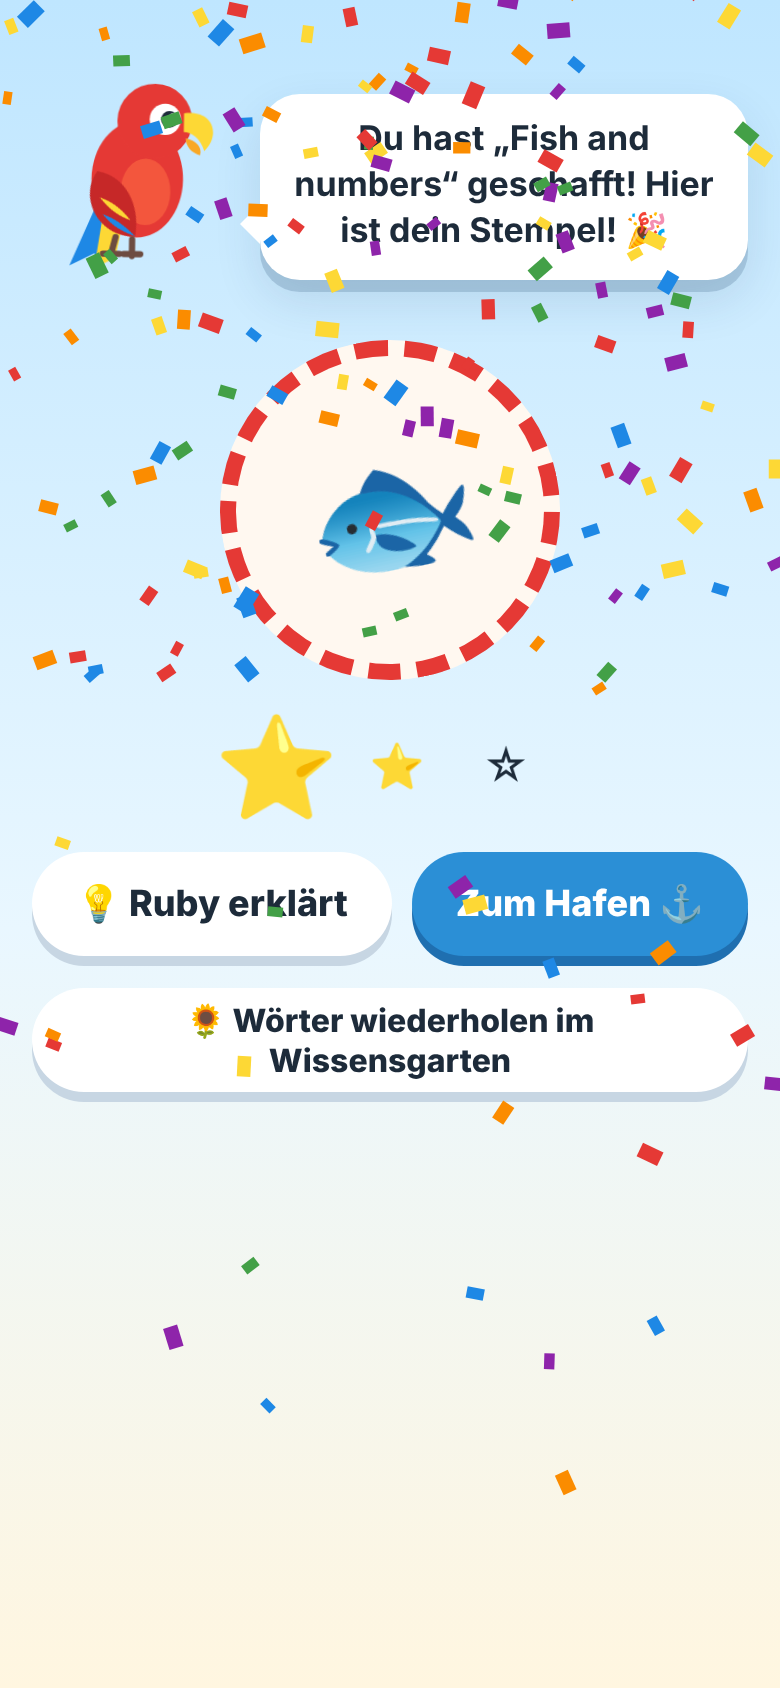 Du hast „Fish and
numbers“ geschafft! Hier
ist dein Stempel! 🎉
💡 Ruby erklärt
Zum Hafen ⚓
🌻 Wörter wiederholen im
Wissensgarten